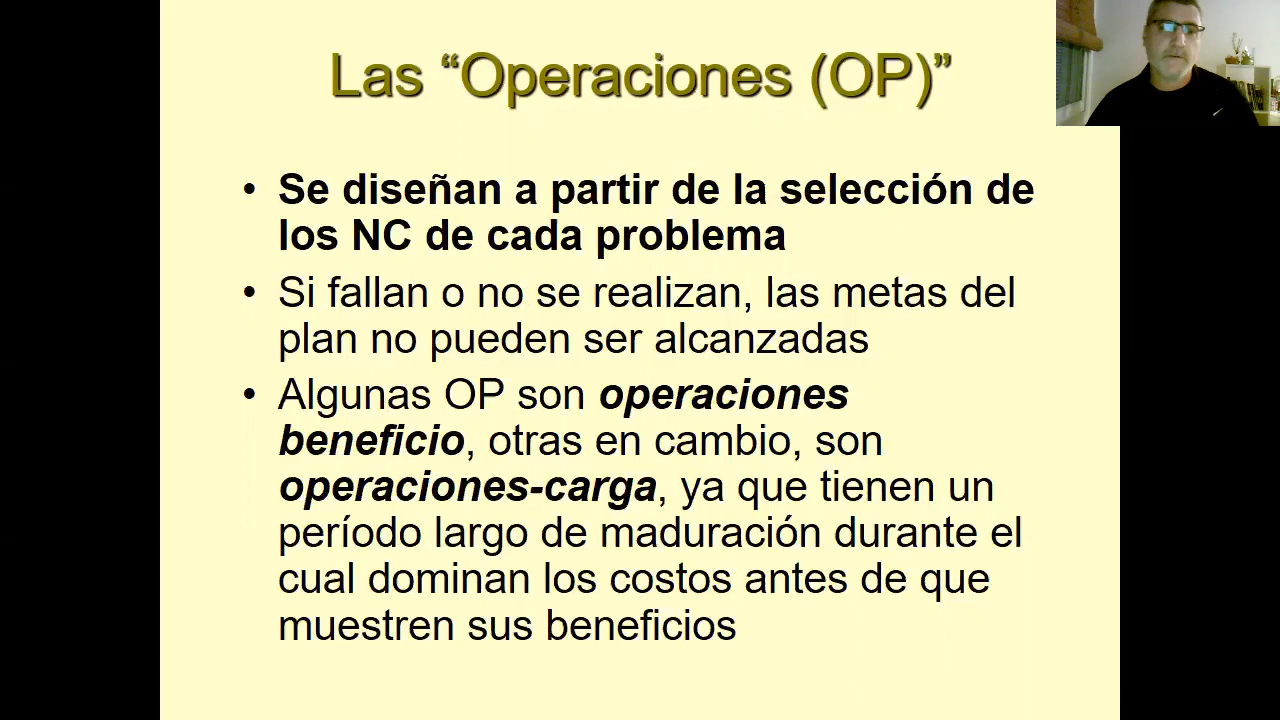 Las “Operaciones (OP)”
• Se diseñan a partir de la selección de
los NC de cada problema
• Si fallan o no se realizan, las metas del
plan no pueden ser alcanzadas
• Algunas OP son operaciones
beneficio, otras en cambio, son
operaciones-carga, ya que tienen un
período largo de maduración durante el
cual dominan los costos antes de que
muestren sus beneficios